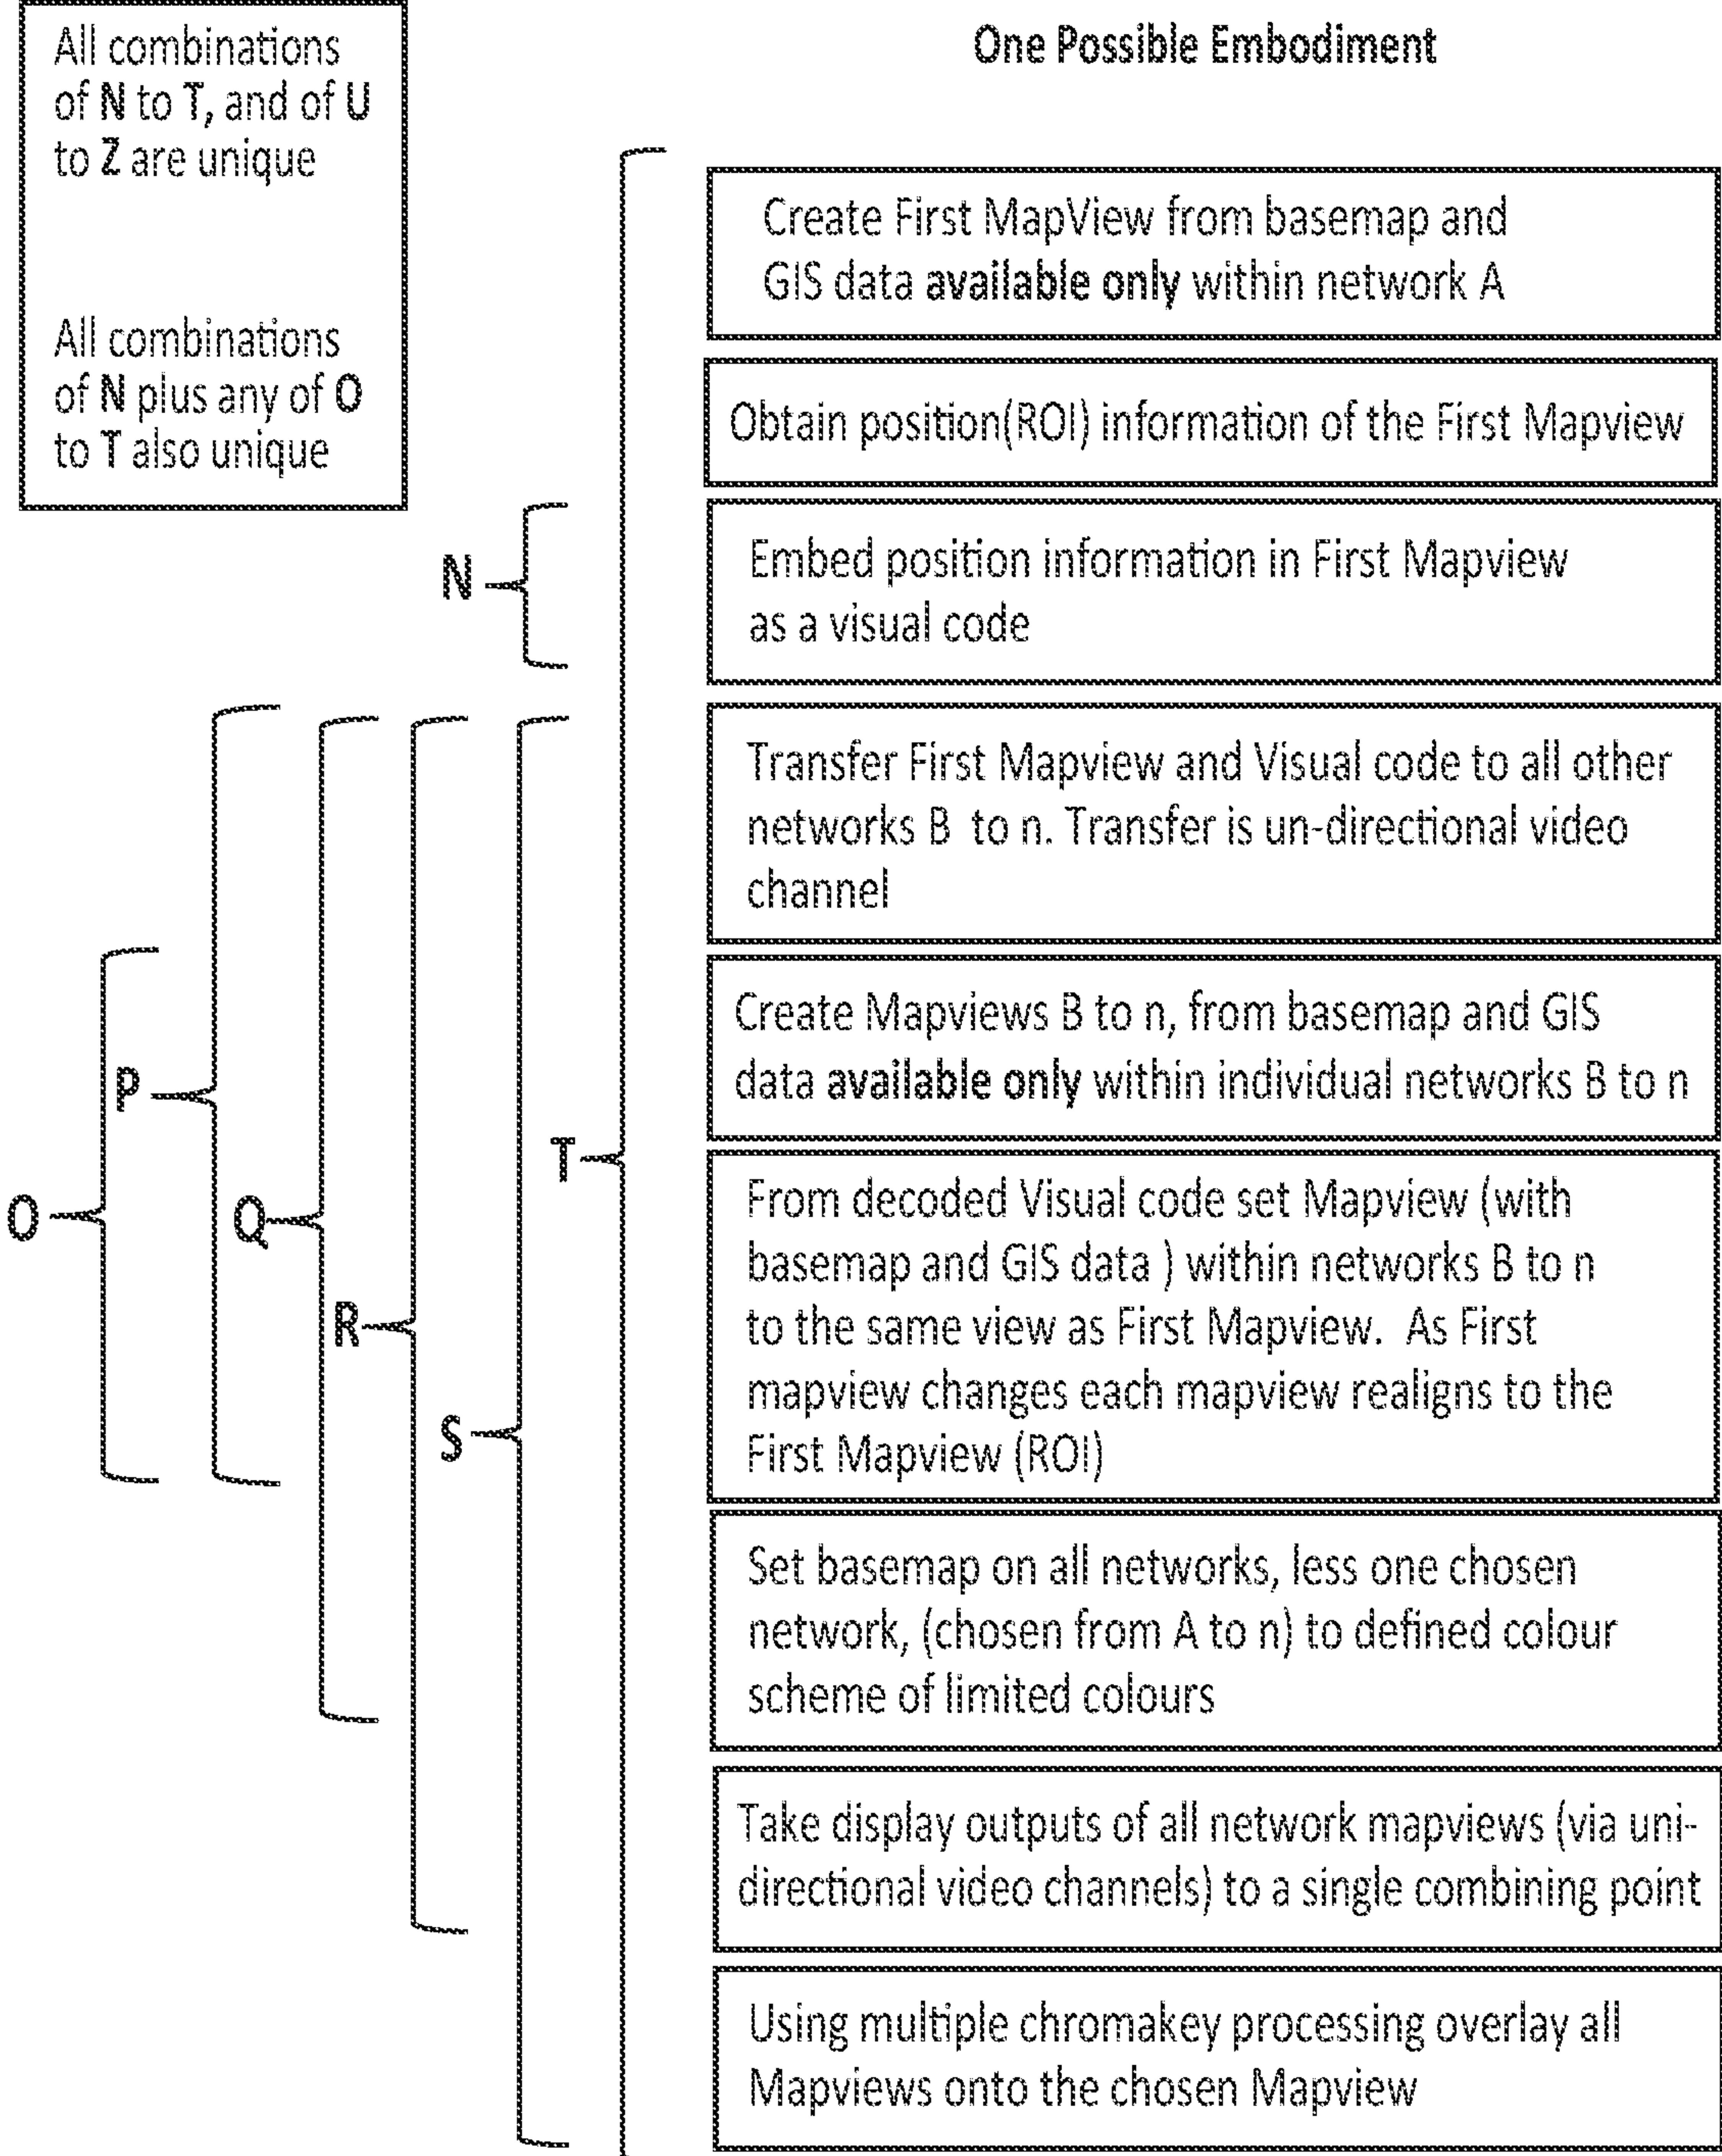 All combinations
of N to T, and of U
to Z are unique
All combinations
of N plus any of O
to T also unique
One Possible Embodiment
Create First MapView from basemap and
GIS data available only within network A
Obtain position(ROI) information of the First Mapview
N
Embed position information in First Mapview
as a visual code
Transfer First Mapview and Visual code to all other
networks B to n. Transfer is un-directional video
channel
Create Mapviews B to n, from basemap and GIS
data available only within individual networks B to n
P
T
O
Q
R
S
From decoded Visual code set Mapview (with
basemap and GIS data ) within networks B to n
to the same view as First Mapview. As First
mapview changes each mapview realigns to the
First Mapview (ROI)
Set basemap on all networks, less one chosen
network, (chosen from A to n) to defined colour
scheme of limited colours
Take display outputs of all network mapviews (via uni-
directional video channels) to a single combining point
Using multiple chromakey processing overlay all
Mapviews onto the chosen Mapview